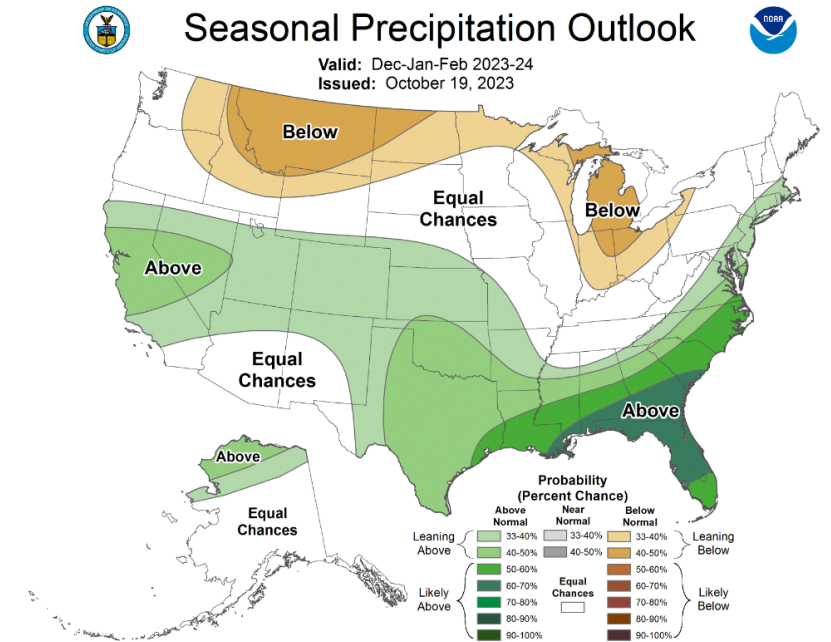 Seasonal Precipitation Outlook
NOAA
Valid: Dec-Jan-Feb 2023-24
Issued: October 19, 2023
Below
Equal
Chances
Below
Above
Equal
Chances
Above
Above
Equal
Chances
Probability
(Percent Chance)
Above
Normal
Near
Normal
Below
Normal
Leaning
Above
33-40%
33-40%
33-40%
40-50%
40-50%
40-50%
Leaning
Below
Likely
Above
50-60%
50-60%
60-70%
60-70%
70-80%
70-80%
80-90%
80-90%
90-100%
90-100%
Equal
Chances
Likely
Below